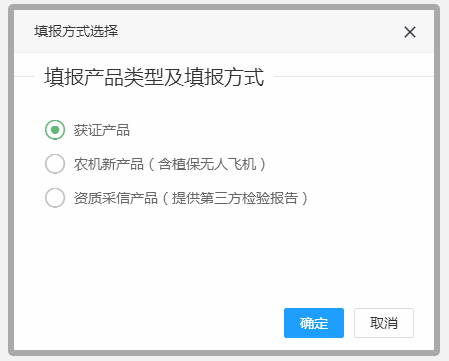 填报方式选择
填报产品类型及填报方式
获证产品
农机新产品（含植保无人飞机）
资质采信产品（提供第三方检验报告）
确定 取消